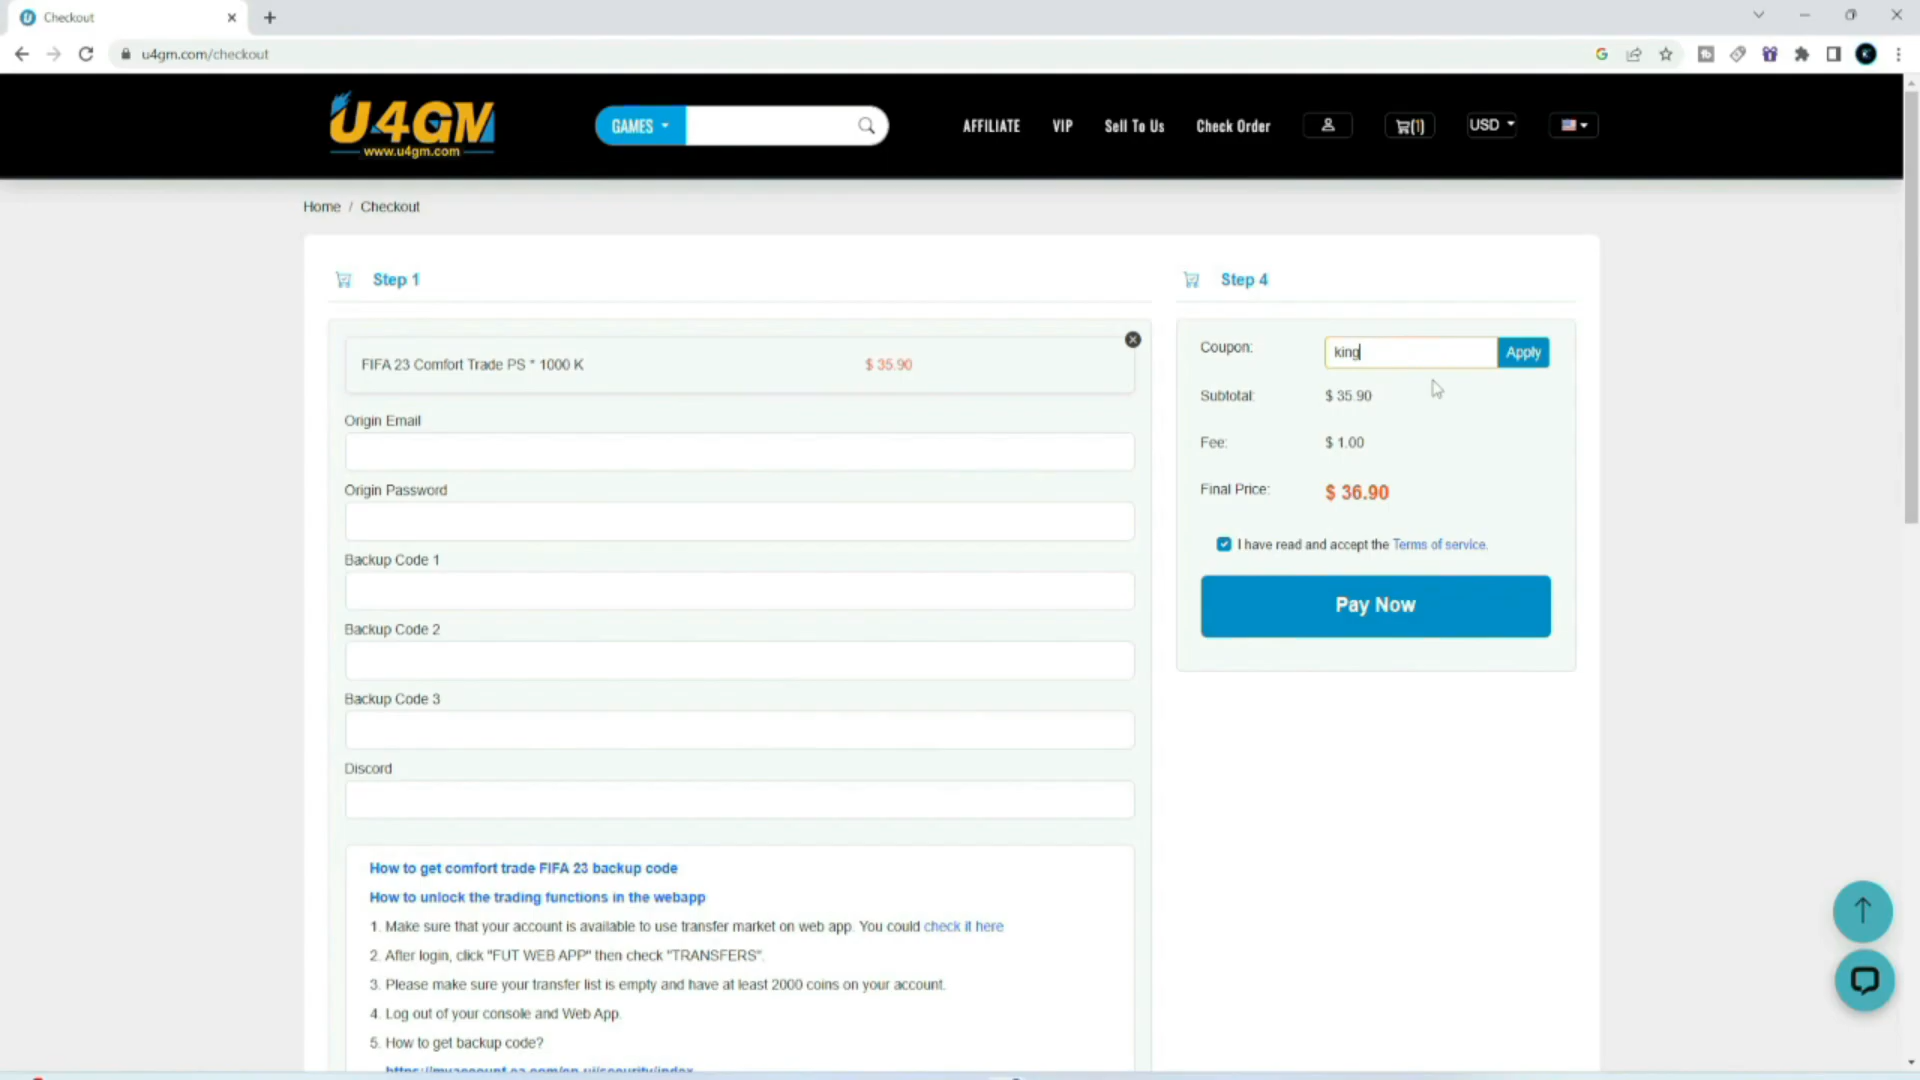 Checkout
u4gm.com/checkout
U4GM
www.u4gm.com
GAMES
AFFILIATE
VIP
Sell To Us
Check Order
(1)
USD
Home / Checkout
Step 1
FIFA 23 Comfort Trade PS * 1000 K
$ 35.90
Origin Email
Origin Password
Backup Code 1
Backup Code 2
Backup Code 3
Discord
How to get comfort trade FIFA 23 backup code
How to unlock the trading functions in the webapp
1. Make sure that your account is available to use transfer market on web app. You could check it here
2. After login, click "FUT WEB APP" then check "TRANSFERS".
3. Please make sure your transfer list is empty and have at least 2000 coins on your account.
4. Log out of your console and Web App.
5. How to get backup code?
Step 4
Coupon:
king
Apply
Subtotal:
$ 35.90
Fee:
$ 1.00
Final Price:
$ 36.90
I have read and accept the Terms of service.
Pay Now